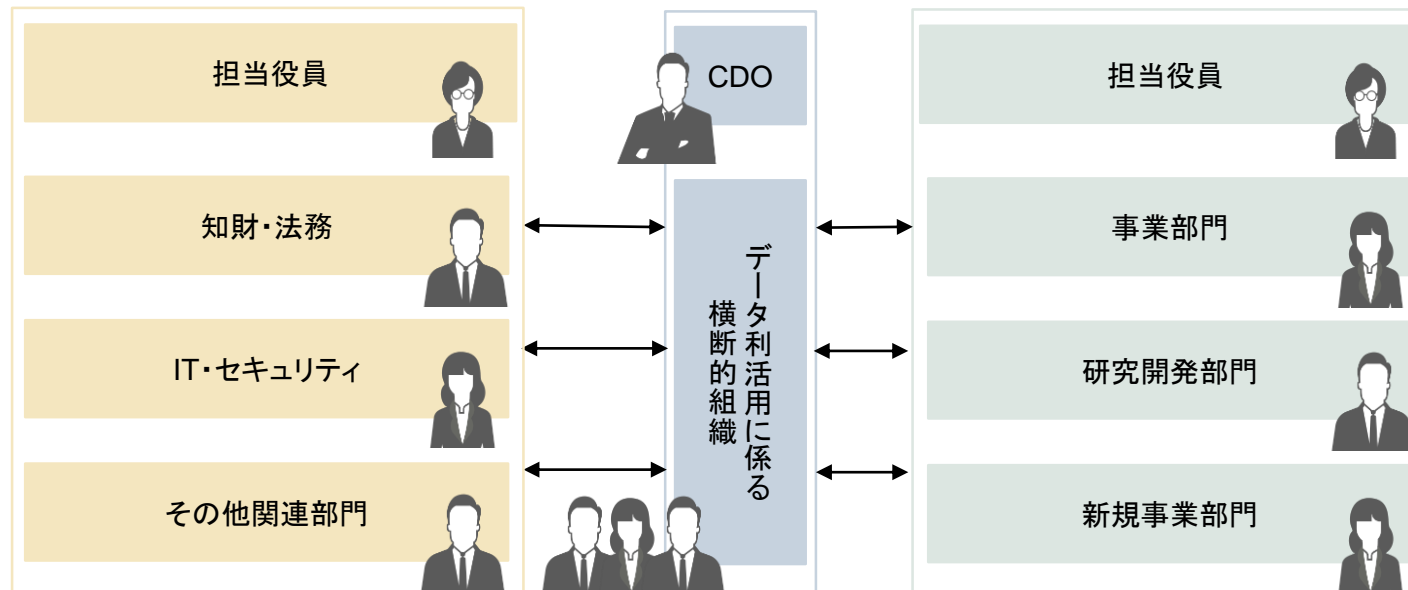 担当役員
知財・法務
IT・セキュリティ
その他関連部門
CDO
データ利活用に係る
横断的組織
担当役員
事業部門
研究開発部門
新規事業部門